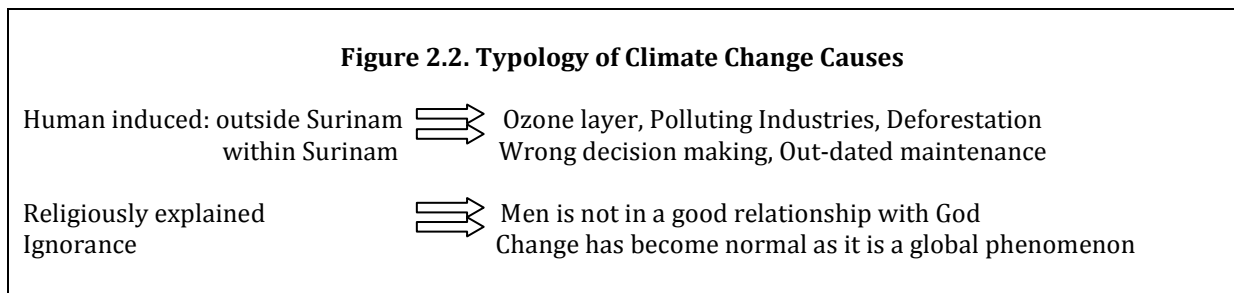 Figure 2.2. Typology of Climate Change Causes
Human induced: outside Surinam Ozone layer, Polluting Industries, Deforestation
within Surinam Wrong decision making, Out-dated maintenance
Religiously explained Men is not in a good relationship with God
Ignorance Change has become normal as it is a global phenomenon